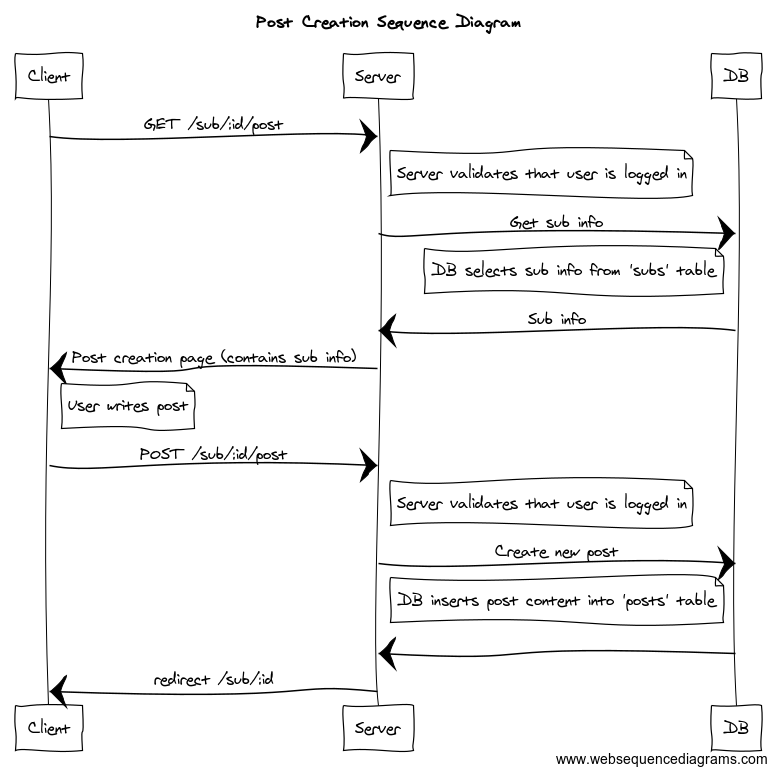 Post Creation Sequence Diagram
Client
Server
DB
GET /sub/:id/post
Server validates that user is logged in
Get sub info
DB selects sub info from 'subs' table
Sub info
Post creation page (contains sub info)
User writes post
POST /sub/:id/post
Server validates that user is logged in
Create new post
DB inserts post content into 'posts' table
redirect /sub/:id
Client
Server
DB
www.websequencediagrams.com